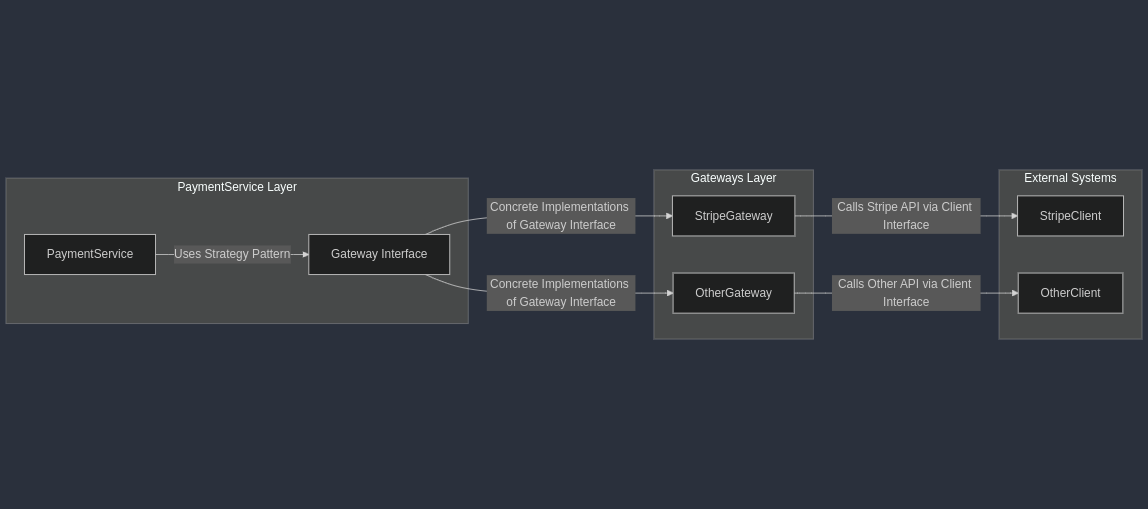 PaymentService Layer
PaymentService
Uses Strategy Pattern
Gateway Interface
Concrete Implementations
of Gateway Interface
Concrete Implementations
of Gateway Interface
Gateways Layer
StripeGateway
OtherGateway
Calls Stripe API via Client
Interface
Calls Other API via Client
Interface
External Systems
StripeClient
OtherClient